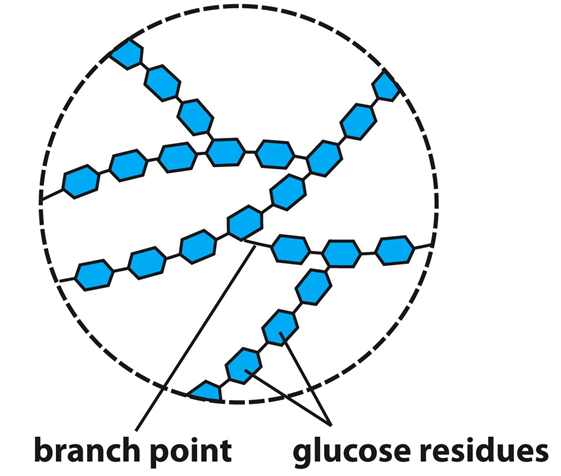 branch point
glucose residues